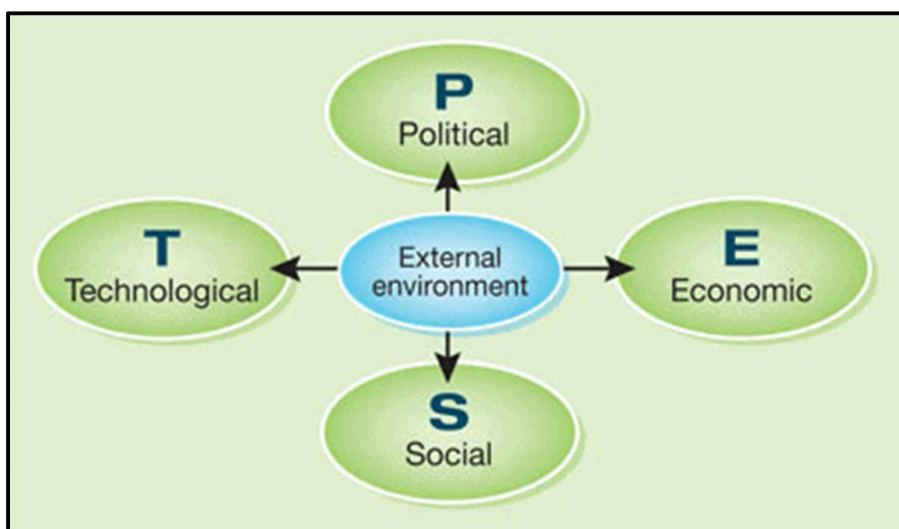 P
Political
T
Technological
External
environment
E
Economic
S
Social